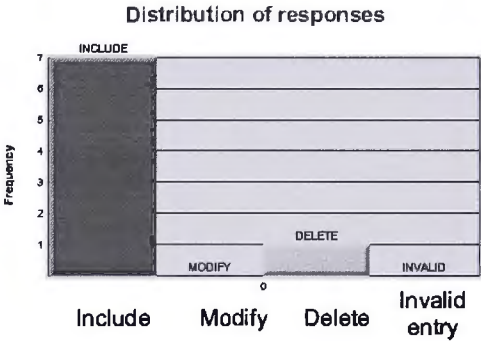 Distribution of responses
INCLUDE
7
6
5
4
3
2
1
Frequency
DELETE
MODIFY
INVALID
0
Include Modify Delete Invalid entry